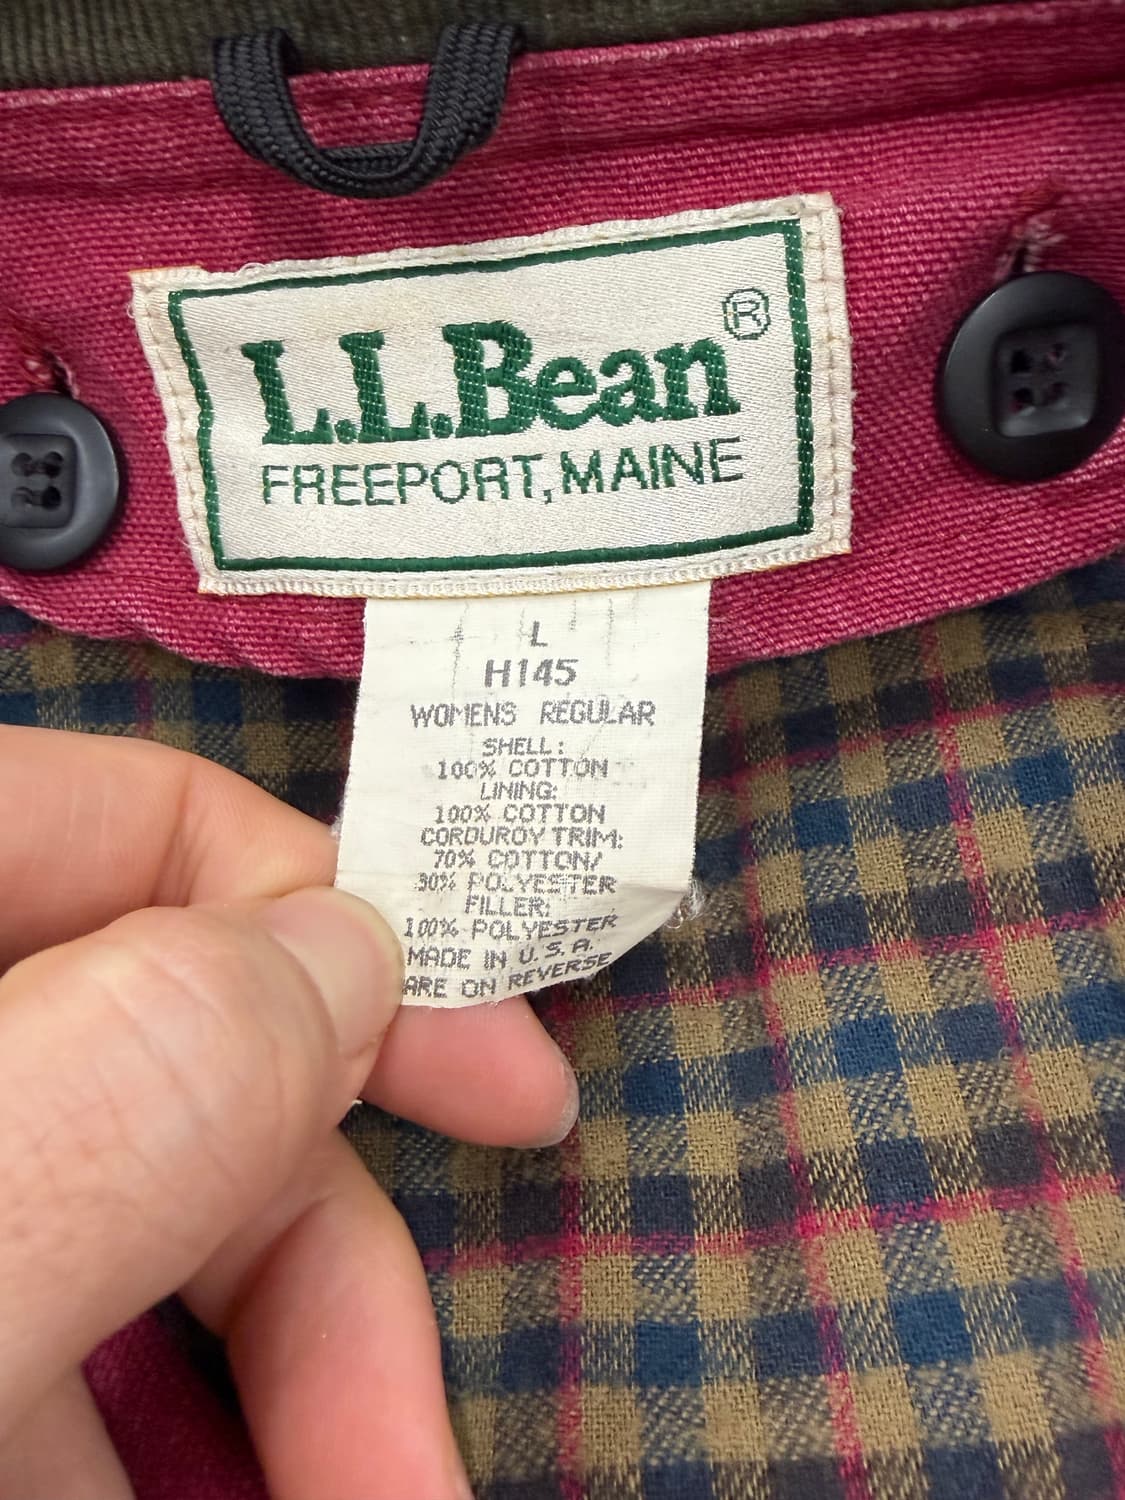 L.L.Bean®
FREEPORT, MAINE
L
H145
WOMENS REGULAR
SHELL:
100% COTTON
LINING:
100% COTTON
CORDUROY TRIM:
70% COTTON/
30% POLYESTER
FILLER:
100% POLYESTER
MADE IN U.S.A.
ARE ON REVERSE